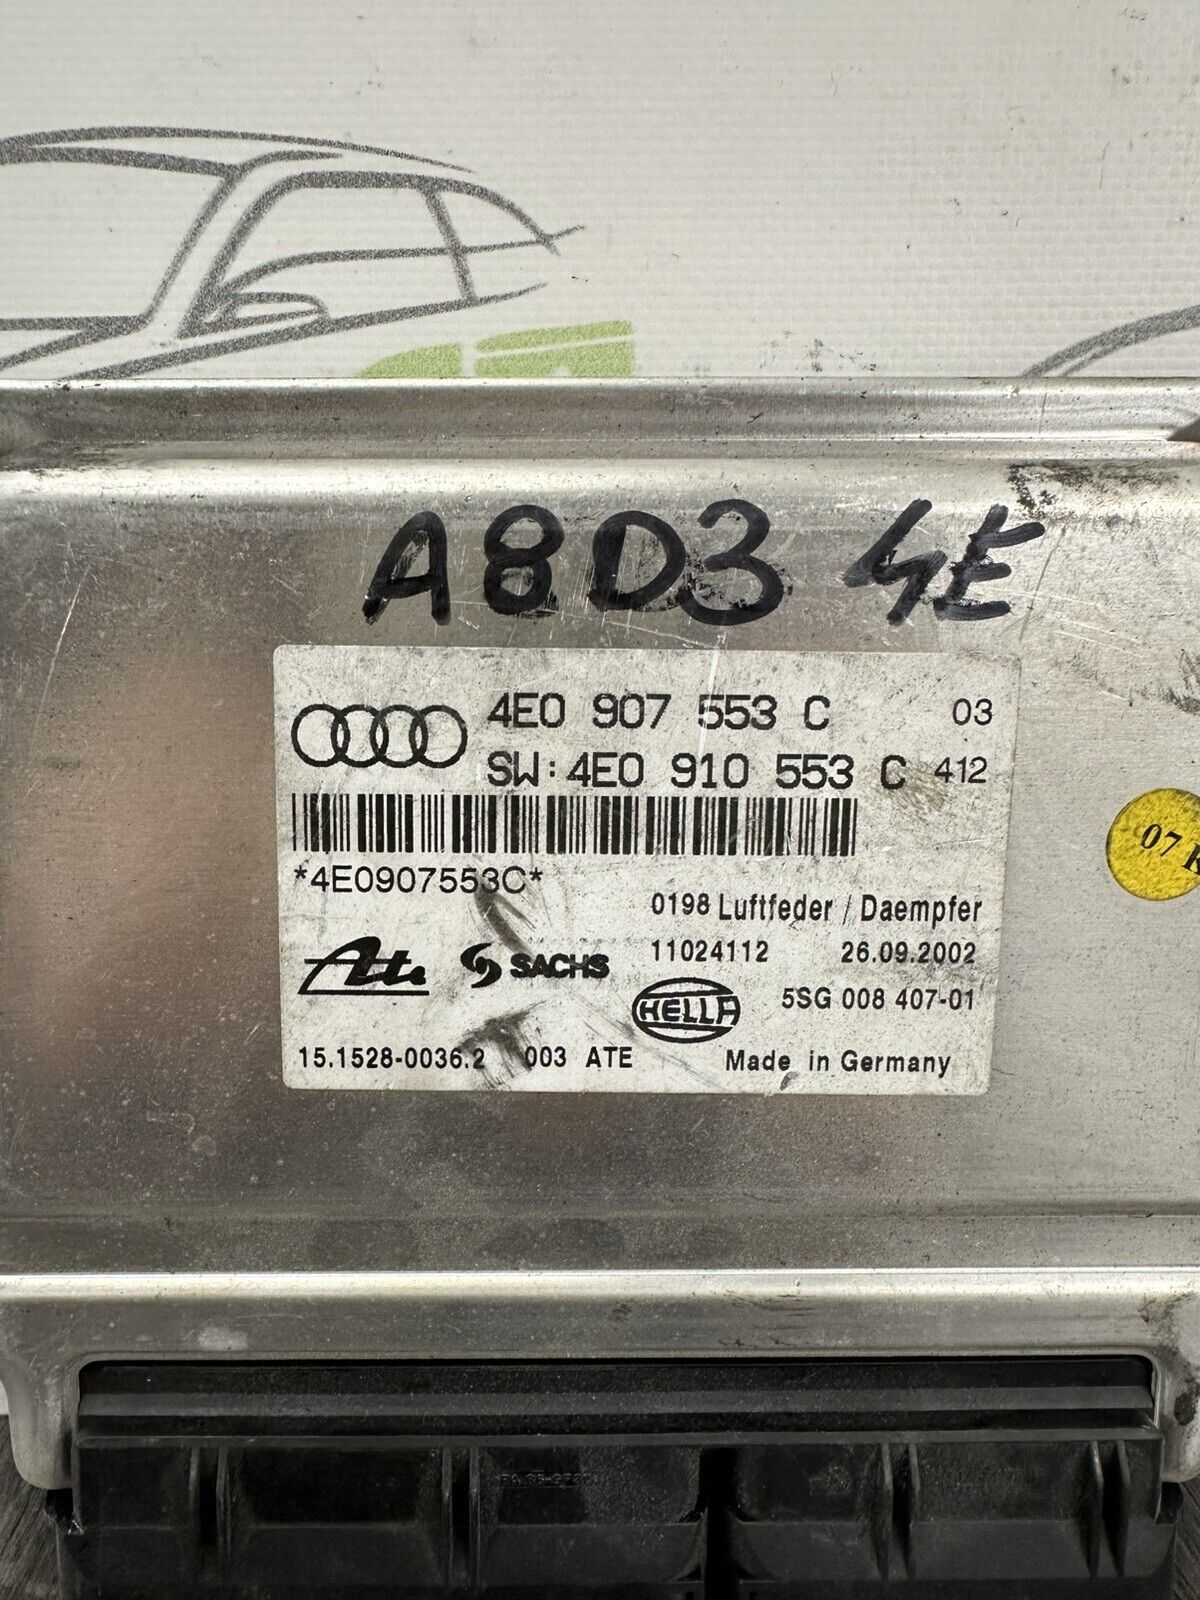 A8D3 4E
4E0 907 553 C 03
SW: 4E0 910 553 C 412
*4E0907553C*
0198 Luftfeder / Daempfer
11024112 26.09.2002
Ate SACHS
HELLA 5SG 008 407-01
15.1528-0036.2 003 ATE Made in Germany
07